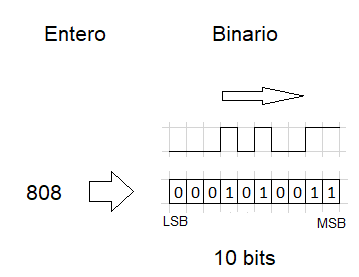 Entero Binario
808 0 0 0 1 0 1 0 0 1 1
LSB MSB
10 bits